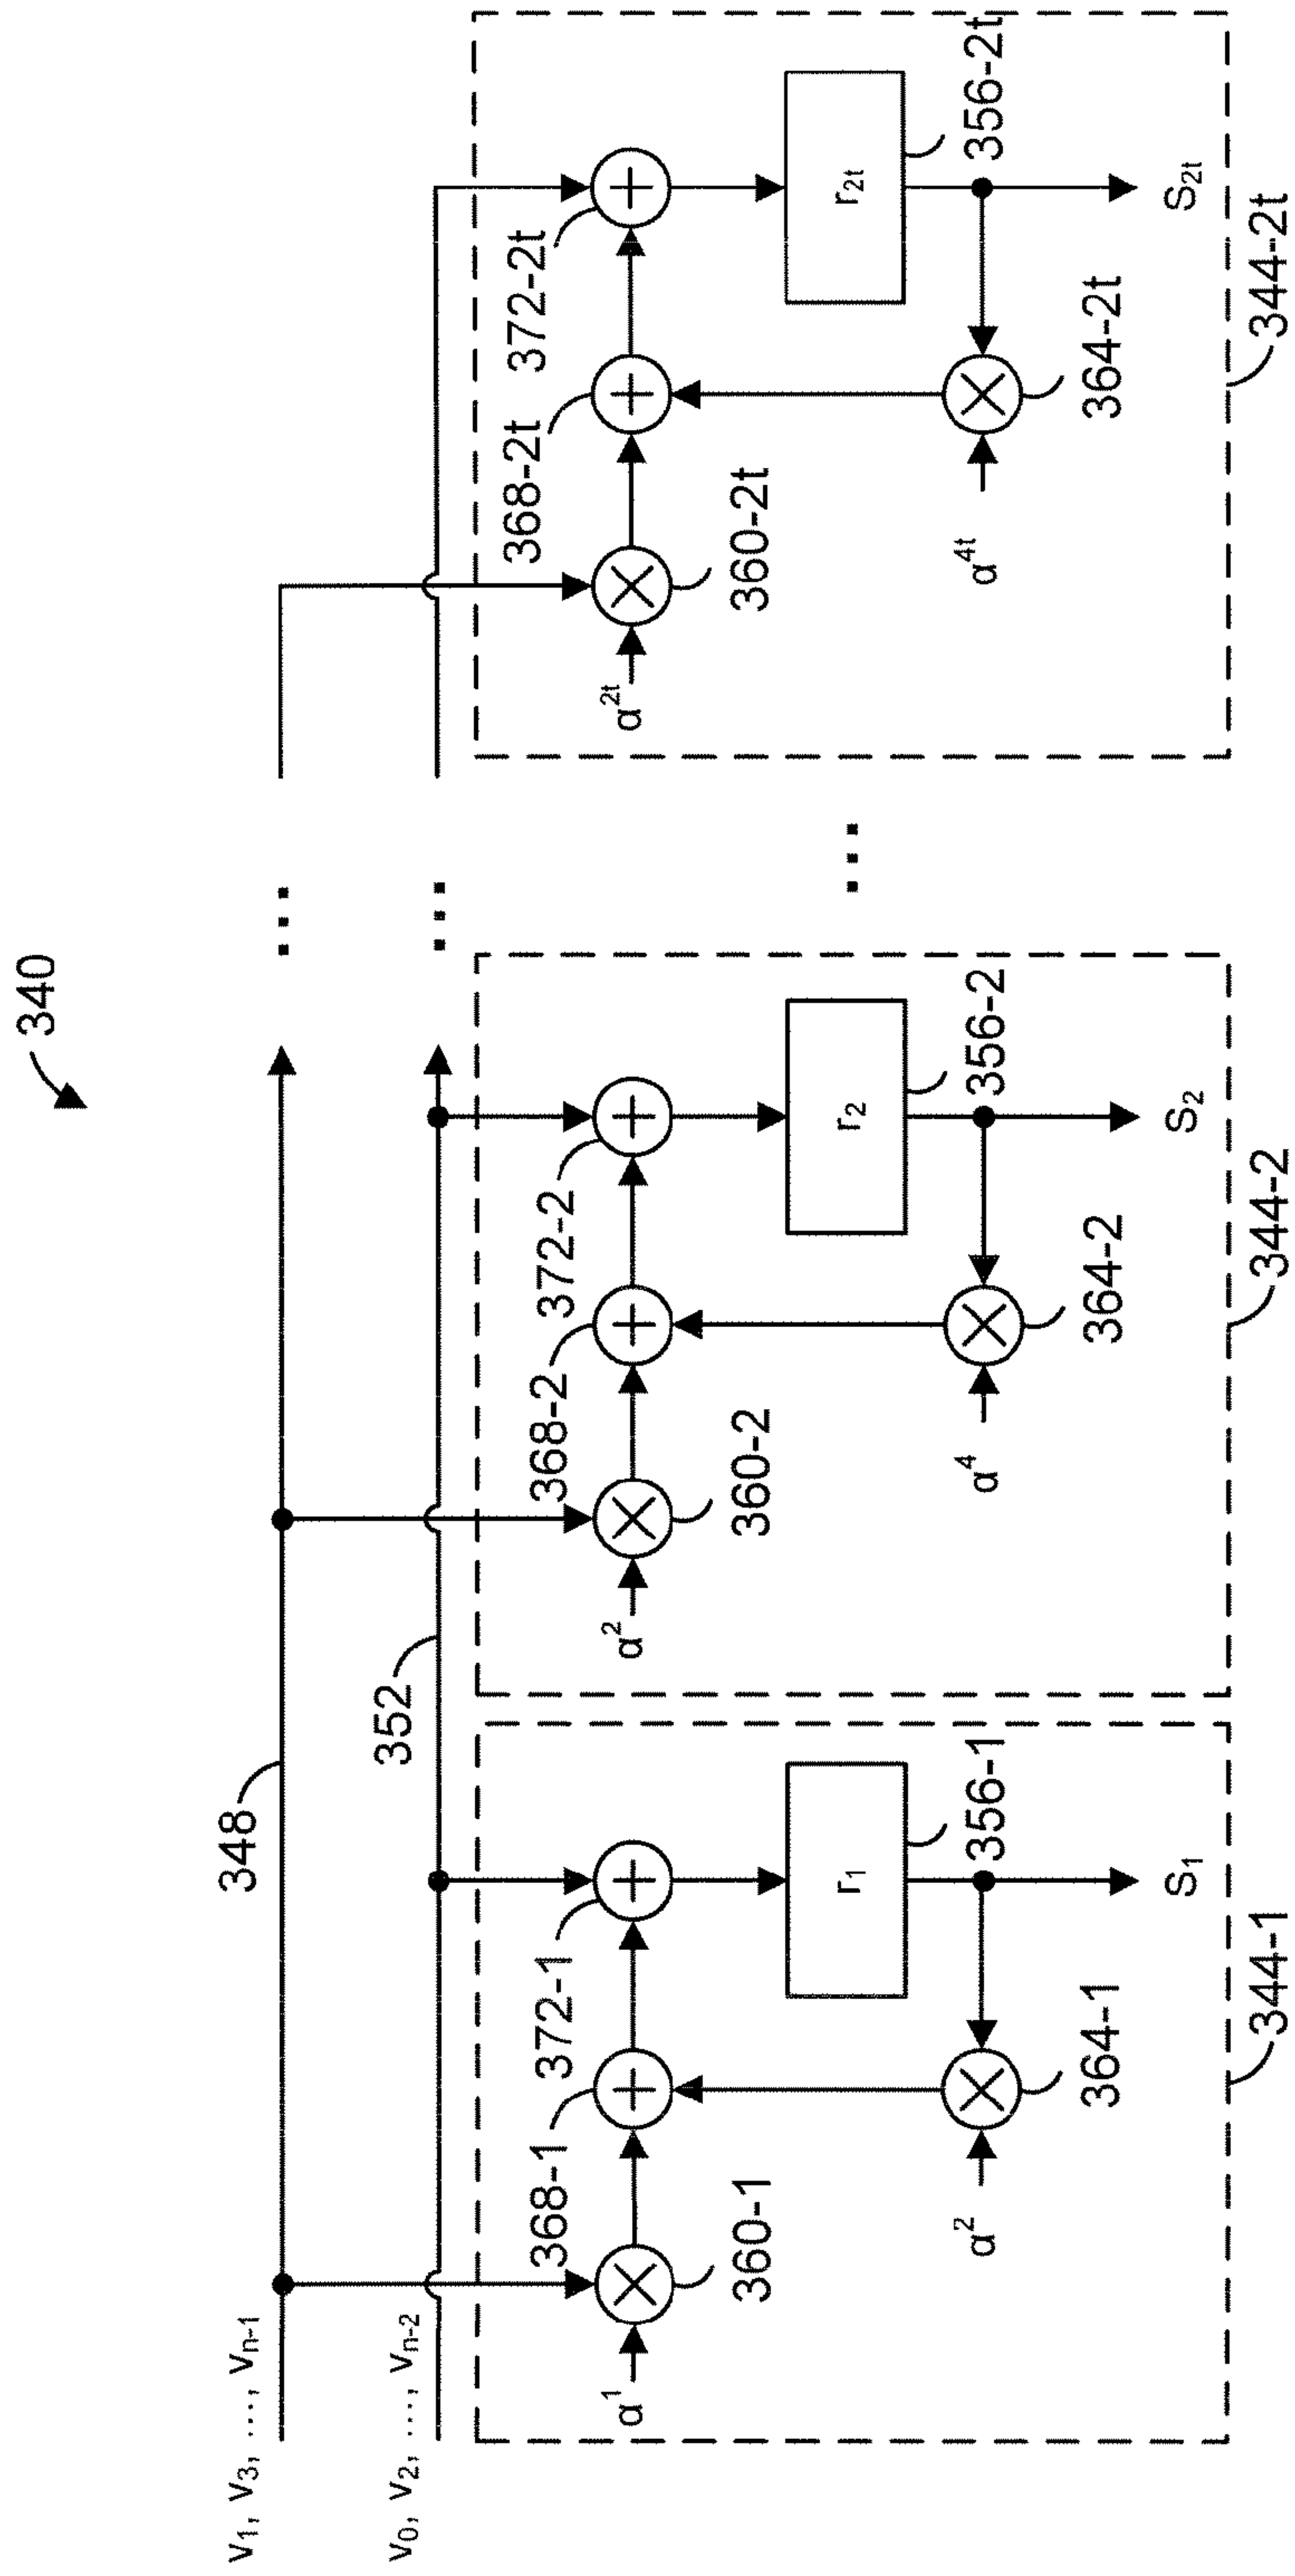 340
v₁, v₃, ...., vₙ₋₁
348
v₀, v₂, ..., vₙ₋₂
352
372-1
368-1
α¹
360-1
r₁
356-1
α²
364-1
S₁
344-1
372-2
368-2
α²
360-2
r₂
356-2
α⁴
364-2
S₂
344-2
...
...
...
372-2t
368-2t
α²ᵗ
360-2t
r₂ₜ
356-2t
α⁴ᵗ
364-2t
S₂ₜ
344-2t